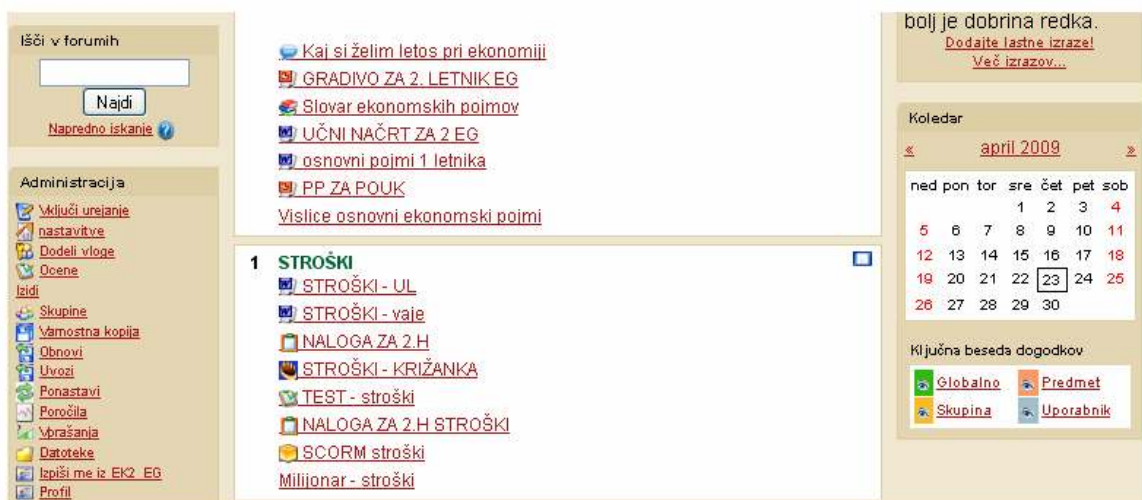 Išči v forumih
Najdi
Napredno iskanje
Administracija
Vključi urejanje
nastavitve
Dodeli vloge
Ocene
Izidi
Skupine
Varnostna kopija
Obnovi
Uvozi
Ponastavi
Poročila
Vprašanja
Datoteke
Izpiši me iz EK2_EG
Profil
Kaj si želim letos pri ekonomiji
GRADIVO ZA 2. LETNIK EG
Slovar ekonomskih pojmov
UČNI NAČRT ZA 2 EG
osnovni pojmi 1 letnika
PP ZA POUK
Vislice osnovni ekonomski pojmi
1 STROŠKI
STROŠKI - UL
STROŠKI - vaje
NALOGA ZA 2.H
STROŠKI - KRIŽANKA
TEST - stroški
NALOGA ZA 2.H STROŠKI
SCORM stroški
Milijonar - stroški
bolj je dobrina redka.
Dodajte lastne izraze!
Več izrazov...
Koledar
« april 2009 »
ned pon tor sre čet pet sob
1 2 3 4
5 6 7 8 9 10 11
12 13 14 15 16 17 18
19 20 21 22 23 24 25
26 27 28 29 30
Ključna beseda dogodkov
Globalno Predmet
Skupina Uporabnik